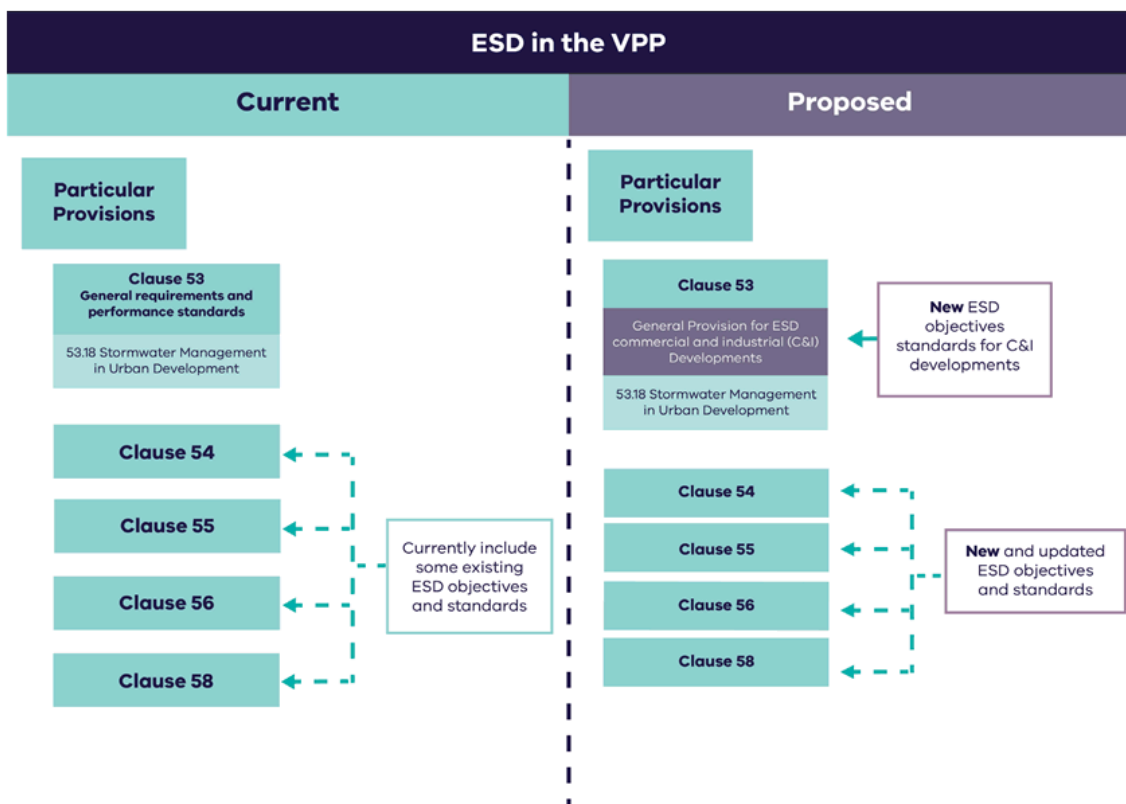 ESD in the VPP
Current
Particular
Provisions
Clause 53
General requirements and
performance standards
53.18 Stormwater Management
in Urban Development
Clause 54
Clause 55
Clause 56
Clause 58
Currently include
some existing
ESD objectives
and standards
Proposed
Particular
Provisions
Clause 53
General Provision for ESD
commercial and industrial (C&I)
Developments
53.18 Stormwater Management
in Urban Development
New ESD
objectives
standards for C&I
developments
Clause 54
Clause 55
Clause 56
Clause 58
New and updated
ESD objectives
and standards